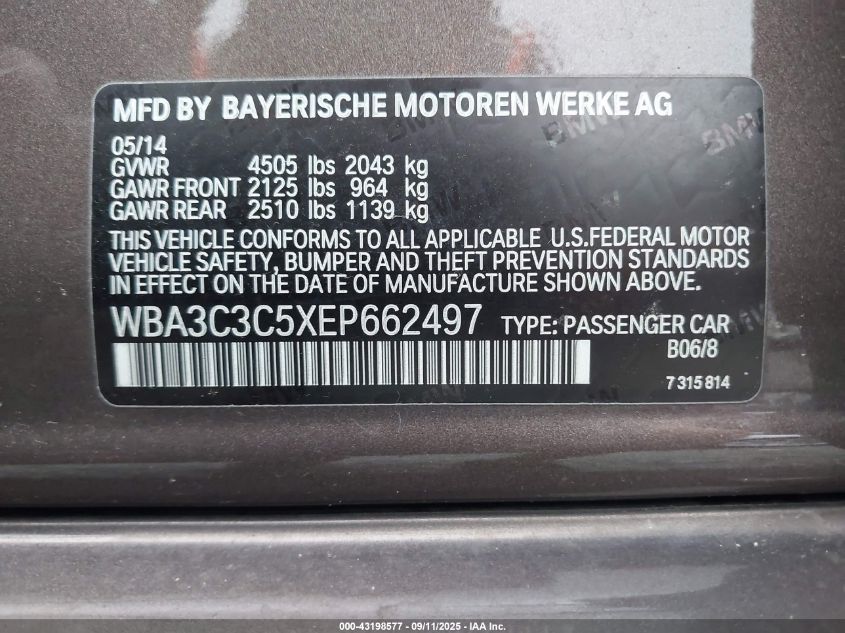 MFD BY BAYERISCHE MOTOREN WERKE AG
05/14
GVWR 4505 lbs 2043 kg
GAWR FRONT 2125 lbs 964 kg
GAWR REAR 2510 lbs 1139 kg
THIS VEHICLE CONFORMS TO ALL APPLICABLE U.S.FEDERAL MOTOR
VEHICLE SAFETY, BUMPER AND THEFT PREVENTION STANDARDS
IN EFFECT ON THE DATE OF MANUFACTURE SHOWN ABOVE.
WBA3C3C5XEP662497 TYPE: PASSENGER CAR
B06/8
7 315 814
000-43198577 - 09/11/2025 - IAA Inc.